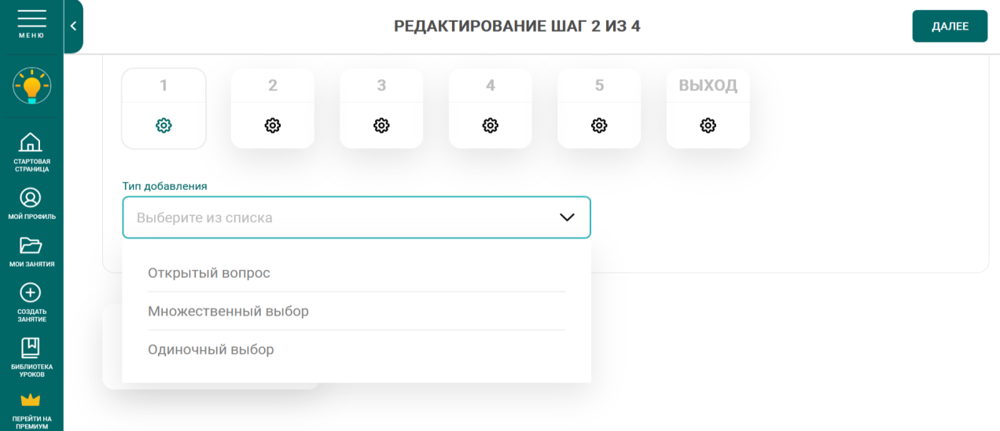 МЕНЮ
РЕДАКТИРОВАНИЕ ШАГ 2 ИЗ 4
ДАЛЕЕ
1
2
3
4
5
ВЫХОД
СТАРТОВАЯ
СТРАНИЦА
МОЙ ПРОФИЛЬ
МОИ ЗАНЯТИЯ
СОЗДАТЬ
ЗАНЯТИЕ
БИБЛИОТЕКА
УРОКОВ
ПЕРЕЙТИ НА
ПРЕМИУМ
Тип добавления
Выберите из списка
Открытый вопрос
Множественный выбор
Одиночный выбор